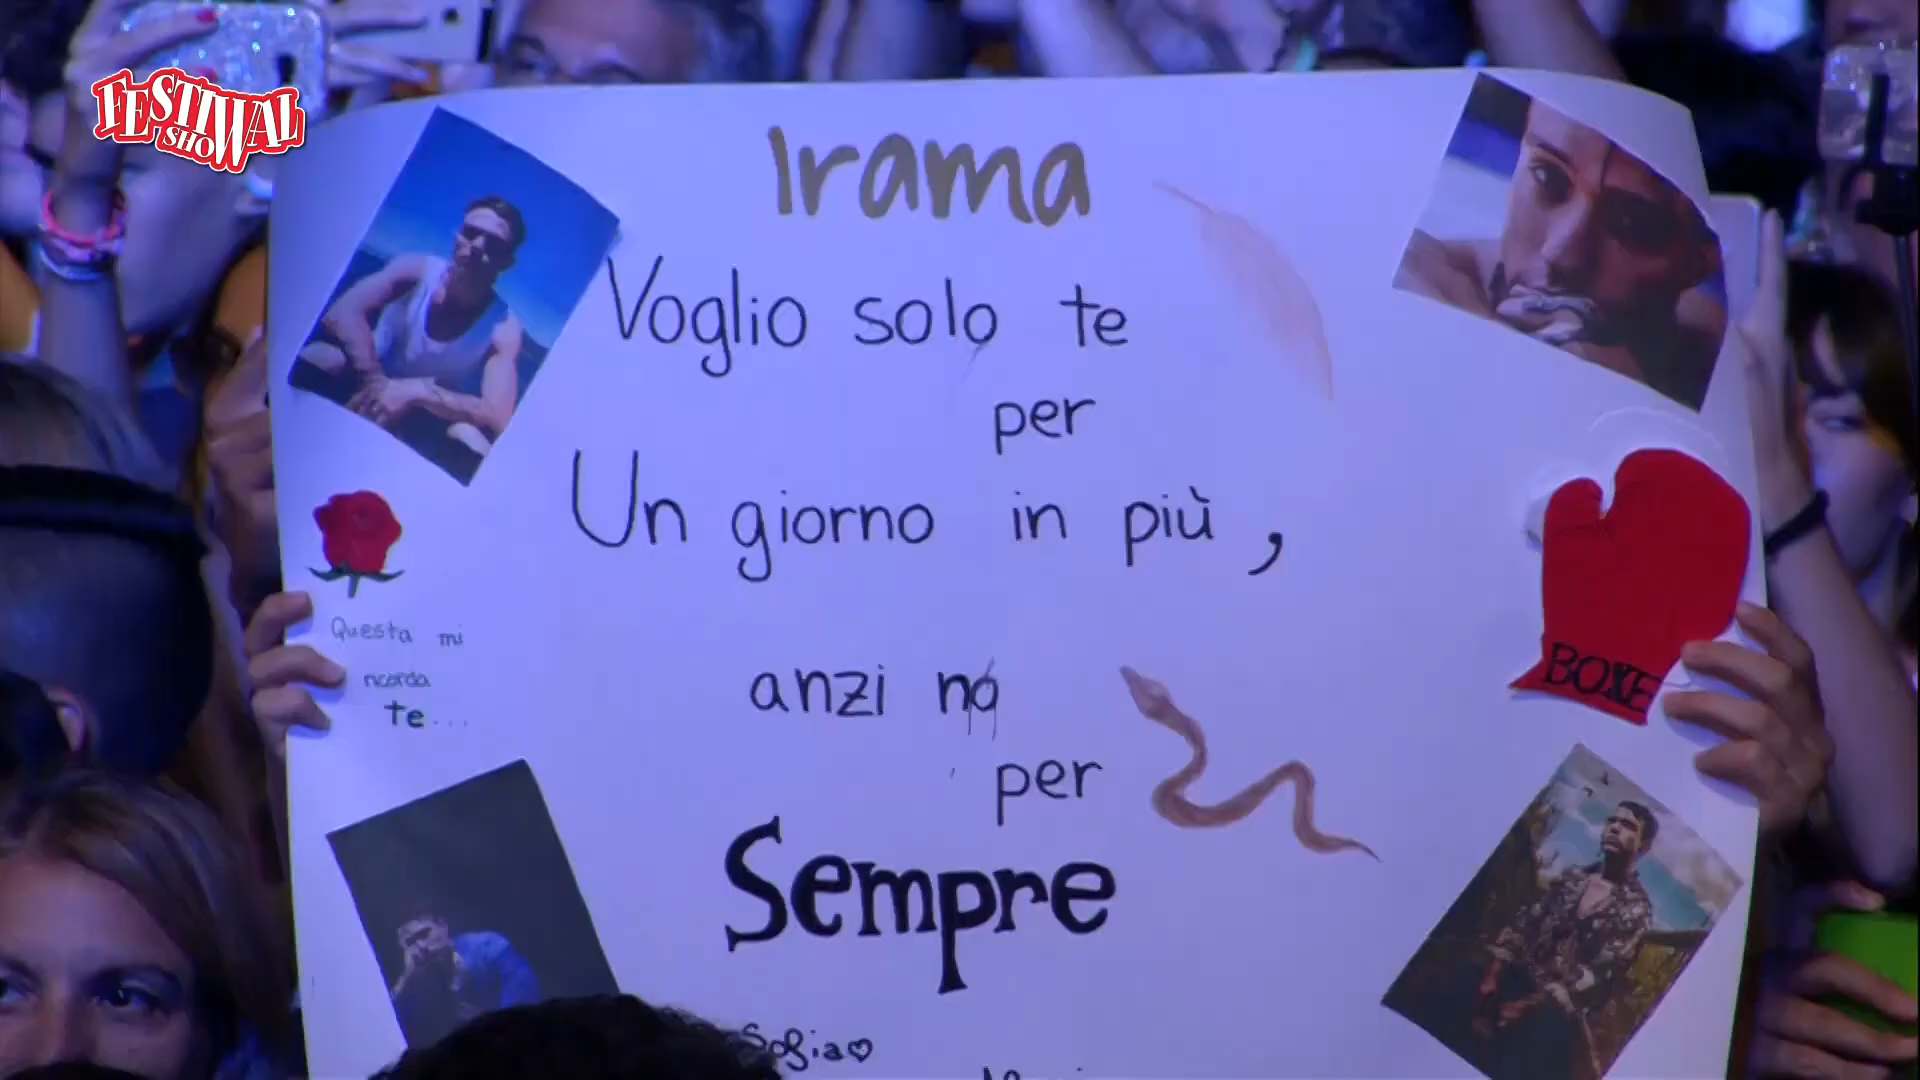 FESTIWAL
SHOW
Irama
Voglio solo te
per
Un giorno in più ,
anzi no
per
Sempre
Questa mi
ricorda
te...
BOXE
Sofia♡